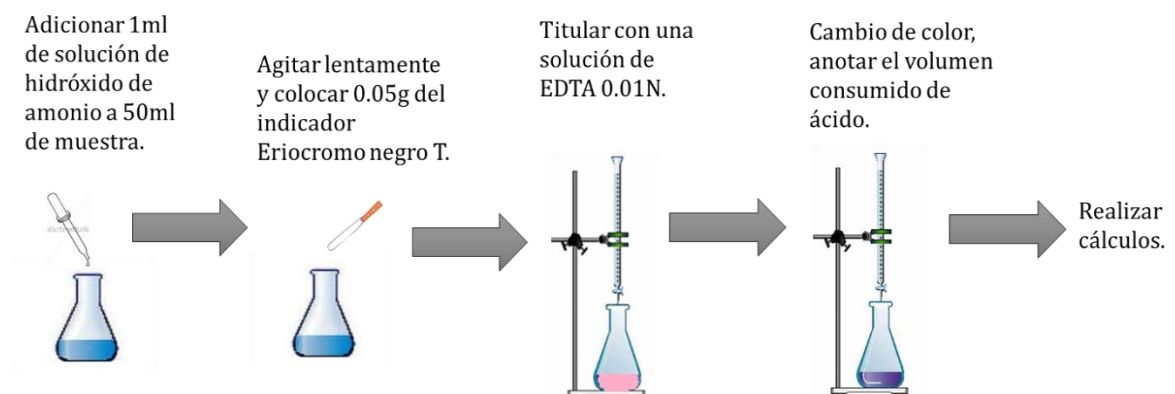 Adicionar 1ml
de solución de
hidróxido de
amonio a 50ml
de muestra.
Agitar lentamente
y colocar 0.05g del
indicador
Eriocromo negro T.
Titular con una
solución de
EDTA 0.01N.
Cambio de color,
anotar el volumen
consumido de
ácido.
Realizar
cálculos.